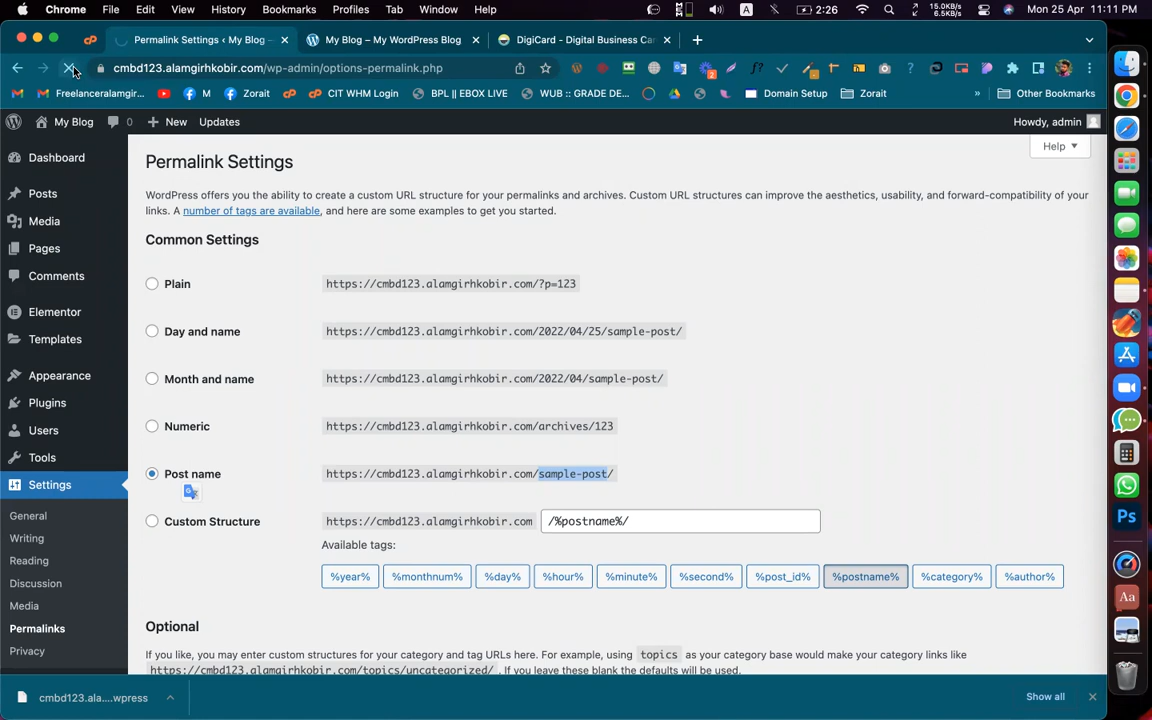 Chrome File Edit View History Bookmarks Profiles Tab Window Help A 2:26 15.0KB/s 6.5KB/s Mon 25 Apr 11:11 PM
Permalink Settings ‹ My Blog – My Blog – My WordPress Blog DigiCard - Digital Business Ca
cmbd123.alamgirhkobir.com/wp-admin/options-permalink.php
Freelanceralamgir... M Zorait CIT WHM Login BPL || EBOX LIVE WUB :: GRADE DE... Domain Setup Zorait » Other Bookmarks
My Blog 0 New Updates Howdy, admin
Help
Dashboard
Posts
Media
Pages
Comments
Elementor
Templates
Appearance
Plugins
Users
Tools
Settings
General
Writing
Reading
Discussion
Media
Permalinks
Privacy
Permalink Settings
WordPress offers you the ability to create a custom URL structure for your permalinks and archives. Custom URL structures can improve the aesthetics, usability, and forward-compatibility of your
links. A number of tags are available, and here are some examples to get you started.
Common Settings
Plain https://cmbd123.alamgirhkobir.com/?p=123
Day and name https://cmbd123.alamgirhkobir.com/2022/04/25/sample-post/
Month and name https://cmbd123.alamgirhkobir.com/2022/04/sample-post/
Numeric https://cmbd123.alamgirhkobir.com/archives/123
Post name https://cmbd123.alamgirhkobir.com/sample-post/
Custom Structure https://cmbd123.alamgirhkobir.com /%postname%/
Available tags:
%year% %monthnum% %day% %hour% %minute% %second% %post_id% %postname% %category% %author%
Optional
If you like, you may enter custom structures for your category and tag URLs here. For example, using topics as your category base would make your category links like
https://cmbd123.alamgirhkobir.com/topics/uncategorized/ . If you leave these blank the defaults will be used.
cmbd123.ala....wpress Show all
Ps
Aa